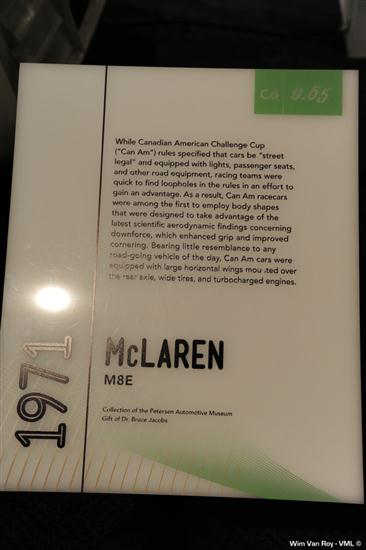 Cd 0.65
While Canadian American Challenge Cup
("Can Am") rules specified that cars be "street
legal" and equipped with lights, passenger seats,
and other road equipment, racing teams were
quick to find loopholes in the rules in an effort to
gain an advantage. As a result, Can Am racecars
were among the first to employ body shapes
that were designed to take advantage of the
latest scientific aerodynamic findings concerning
downforce, which enhanced grip and improved
cornering. Bearing little resemblance to any
road-going vehicle of the day, Can Am cars were
equipped with large horizontal wings mou.ted over
the rear axle, wide tires, and turbocharged engines.
1971
McLAREN
M8E
Collection of the Petersen Automotive Museum
Gift of Dr. Bruce Jacobs
Wim Van Roy - VML ©